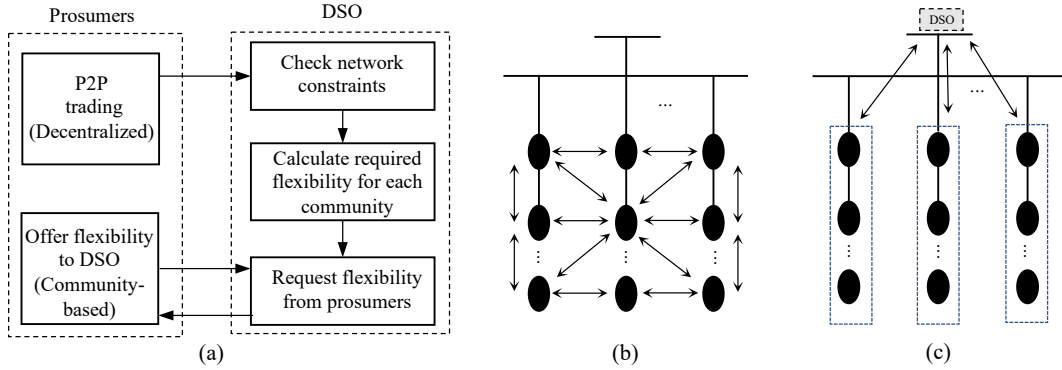 Prosumers
DSO
P2P
trading
(Decentralized)
Check network
constraints
Calculate required
flexibility for each
community
Offer flexibility
to DSO
(Community-
based)
Request flexibility
from prosumers
(a)
...
...
...
...
(b)
DSO
...
...
...
...
(c)